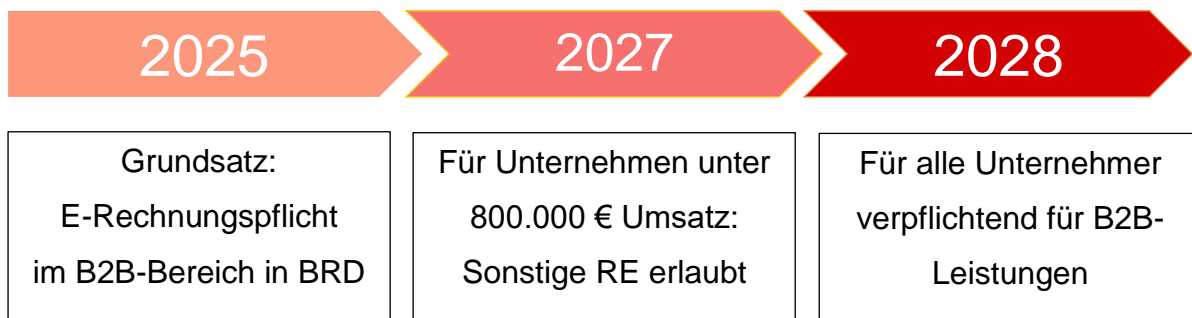 2025
2027
2028
Grundsatz:
E-Rechnungspflicht
im B2B-Bereich in BRD
Für Unternehmen unter
800.000 € Umsatz:
Sonstige RE erlaubt
Für alle Unternehmer
verpflichtend für B2B-
Leistungen